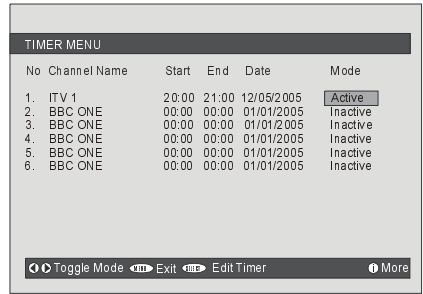 TIMER MENU
No Channel Name Start End Date Mode
1. ITV 1 20:00 21:00 12/05/2005 Active
2. BBC ONE 00:00 00:00 01/01/2005 Inactive
3. BBC ONE 00:00 00:00 01/01/2005 Inactive
4. BBC ONE 00:00 00:00 01/01/2005 Inactive
5. BBC ONE 00:00 00:00 01/01/2005 Inactive
6. BBC ONE 00:00 00:00 01/01/2005 Inactive
Toggle Mode Exit Edit Timer i More